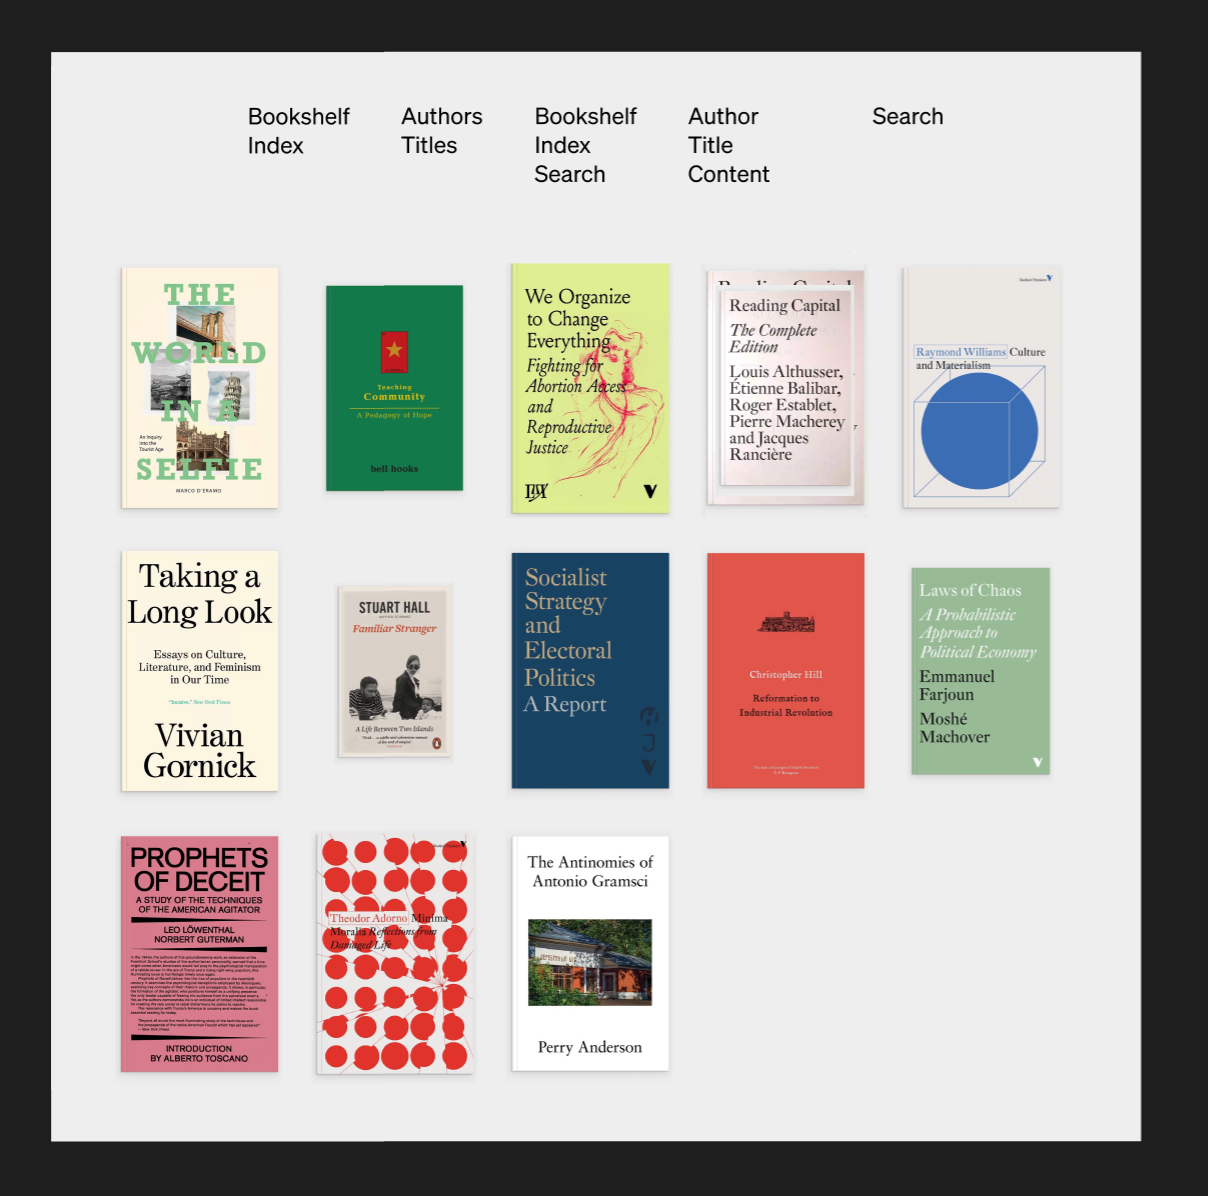 Bookshelf
Index
Authors
Titles
Bookshelf
Index
Search
Author
Title
Content
Search
THE
WORLD
IN A
SELFIE
An Inquiry
into the
Tourist Age
MARCO D'ERAMO
Teaching
Community
A Pedagogy of Hope
bell hooks
We Organize
to Change
Everything
Fighting for
Abortion Access
and
Reproductive
Justice
LUX
V
Reading Capital
Reading Capital
The Complete
Edition
Louis Althusser,
Étienne Balibar,
Roger Establet,
Pierre Macherey
and Jacques
Rancière
Raymond Williams Culture
and Materialism
Taking a
Long Look
Essays on Culture,
Literature, and Feminism
in Our Time
"Incisive." New York Times
Vivian
Gornick
STUART HALL
Familiar Stranger
A Life Between Two Islands
Socialist
Strategy
and
Electoral
Politics
A Report
Christopher Hill
Reformation to
Industrial Revolution
Laws of Chaos
A Probabilistic
Approach to
Political Economy
Emmanuel
Farjoun
Moshé
Machover
V
PROPHETS
OF DECEIT
A STUDY OF THE TECHNIQUES
OF THE AMERICAN AGITATOR
LEO LÖWENTHAL
NORBERT GUTERMAN
INTRODUCTION
BY ALBERTO TOSCANO
Theodor Adorno Minima
Moralia Reflections from
Damaged Life
The Antinomies of
Antonio Gramsci
Perry Anderson